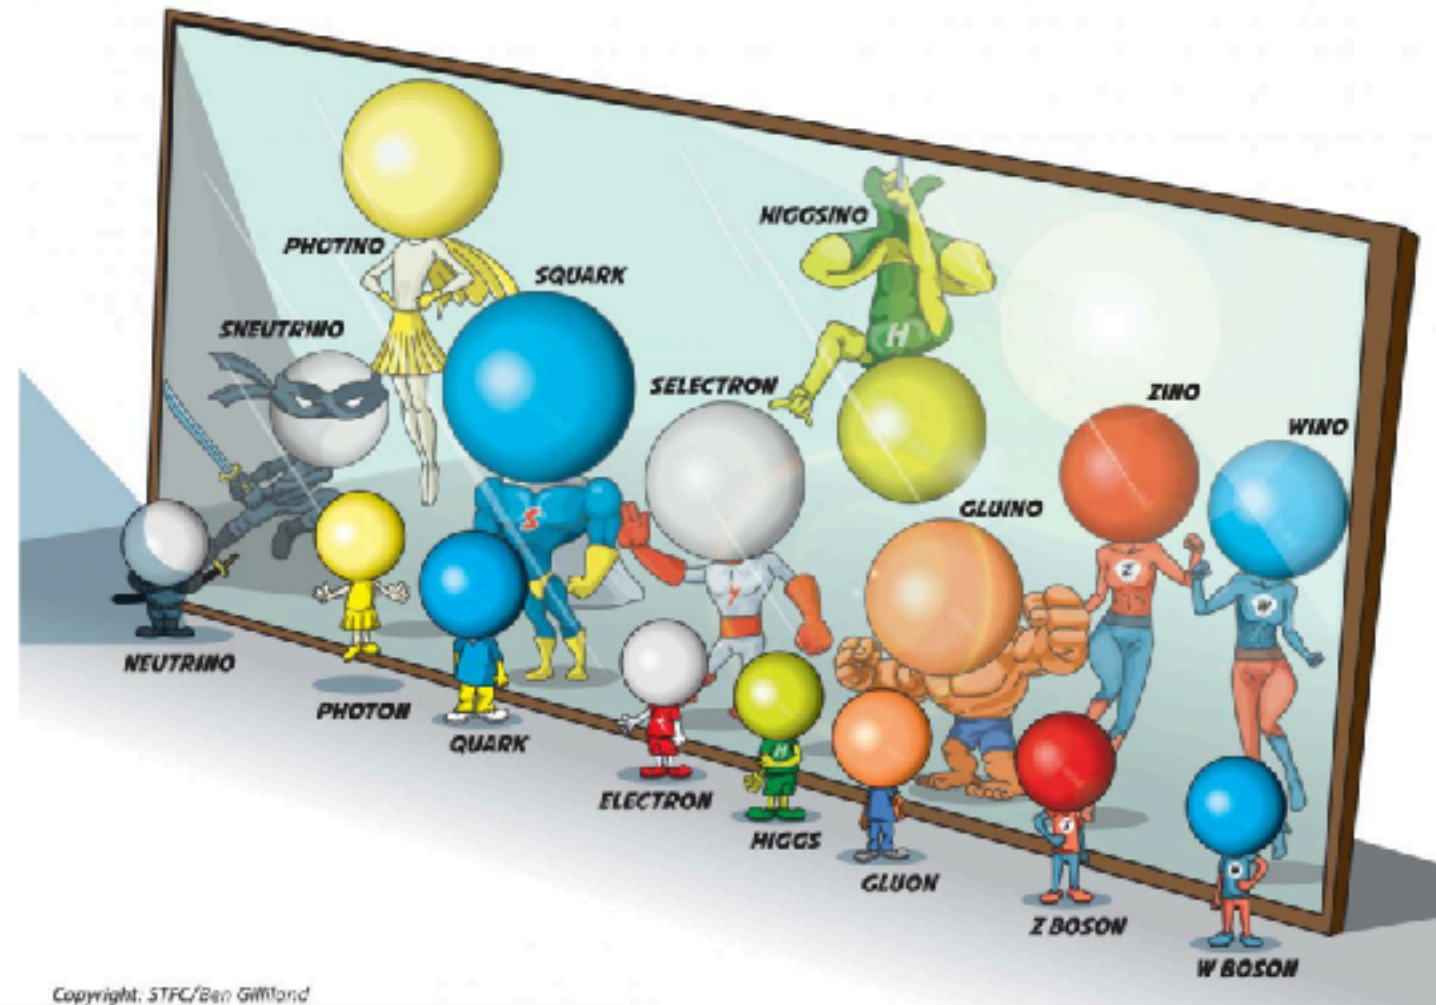 PHOTINO
HIGGSINO
SQUARK
SNEUTRINO
SELECTRON
ZINO
WINO
GLUINO
H
S
Z
W
NEUTRINO
PHOTON
QUARK
ELECTRON
H
HIGGS
GLUON
Z BOSON
W BOSON
Copyright: STFC/Ben Gilliland